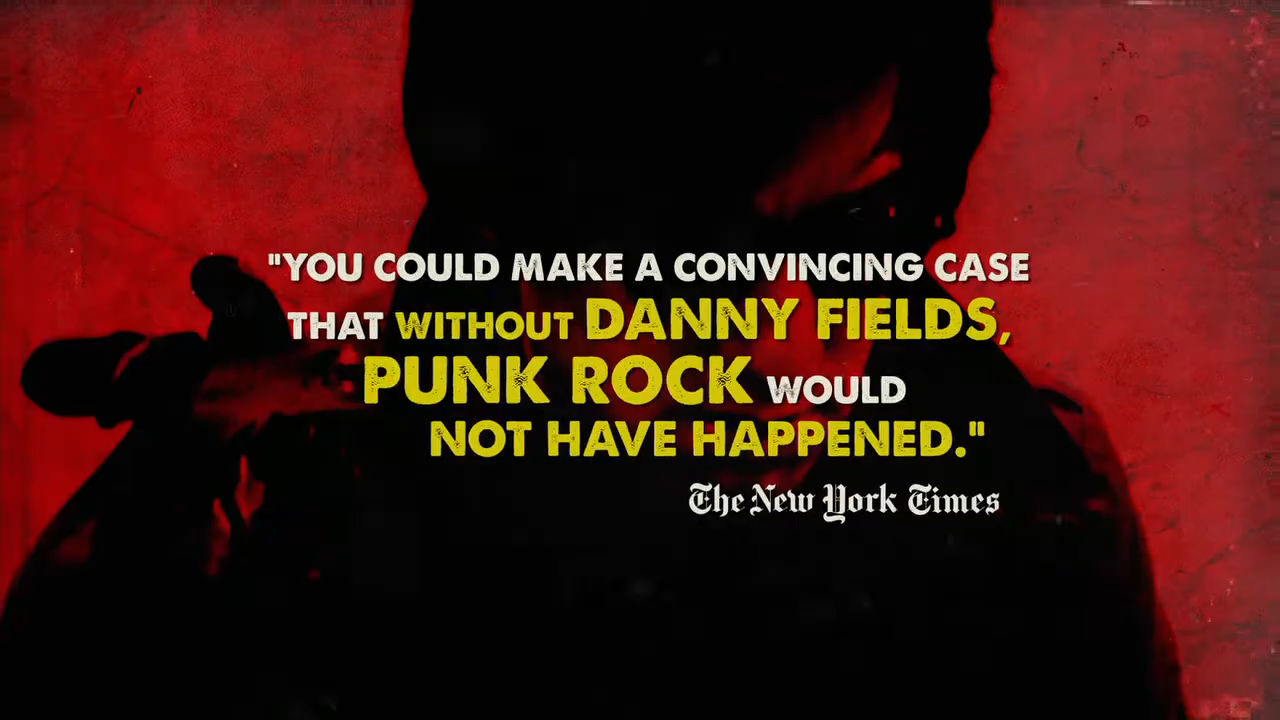 "YOU COULD MAKE A CONVINCING CASE
THAT WITHOUT DANNY FIELDS,
PUNK ROCK WOULD
NOT HAVE HAPPENED."
The New York Times